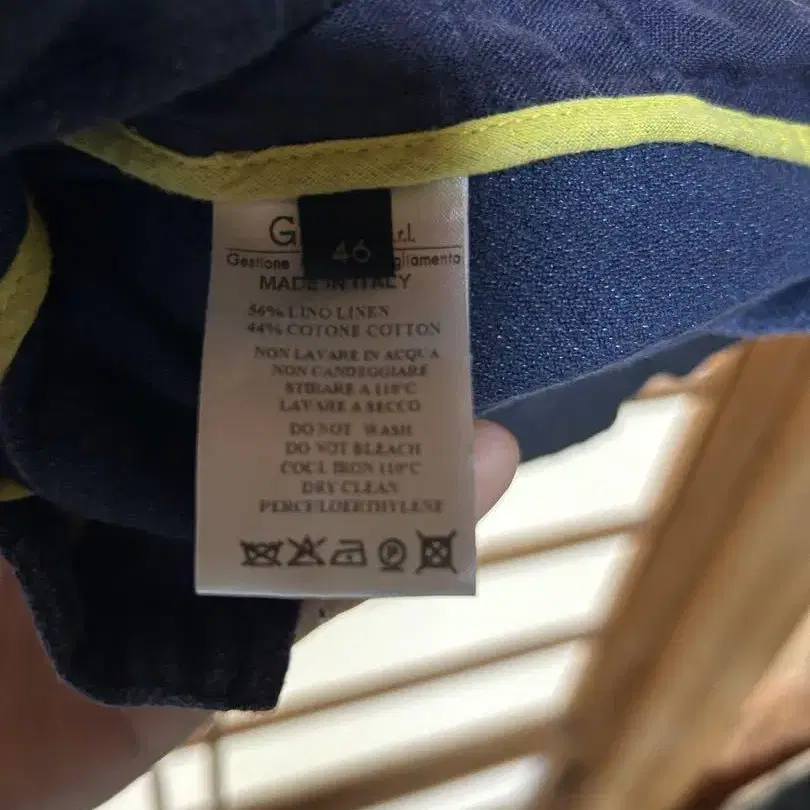 G 46 .r.l.
Gestione gliamento
MADE IN ITALY
56% LINO LINEN
44% COTONE COTTON
NON LAVARE IN ACQUA
NON CANDEGGIARE
STIRARE A 110°C
LAVARE A SECCO
DO NOT WASH
DO NOT BLEACH
COOL IRON 110°C
DRY CLEAN
PERCHLOERTHYLENE
P